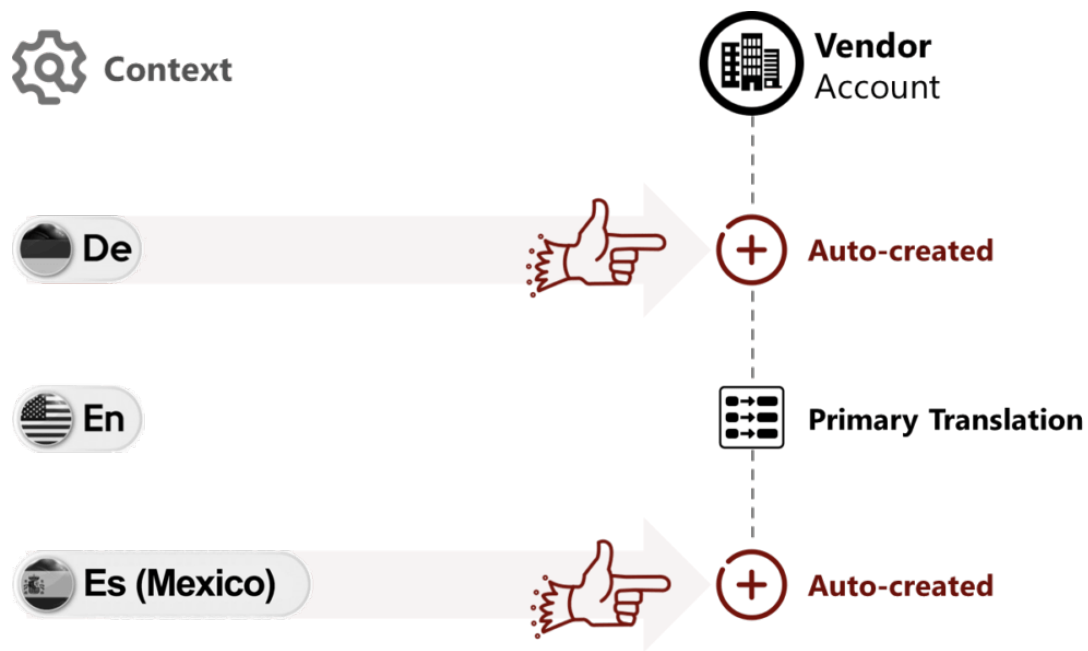 Context
Vendor
Account
De
Auto-created
En
Primary Translation
Es (Mexico)
Auto-created